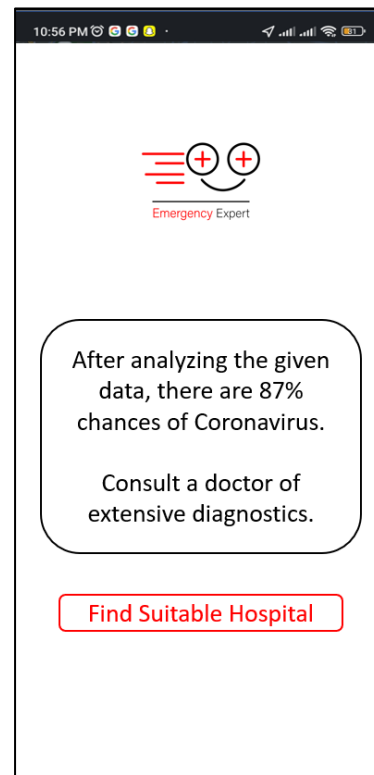 10:56 PM
81
Emergency Expert
After analyzing the given
data, there are 87%
chances of Coronavirus.
Consult a doctor of
extensive diagnostics.
Find Suitable Hospital